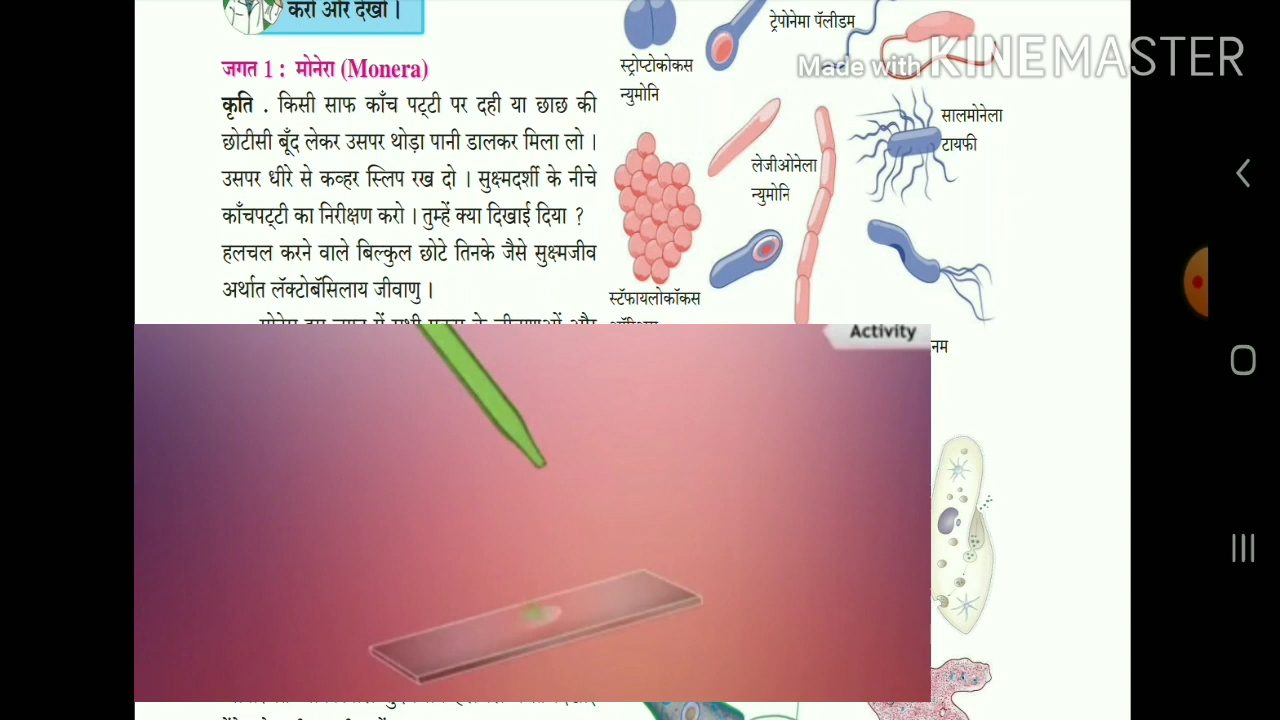 करो और देखो ।
जगत 1 : मोनेरा (Monera)
कृति . किसी साफ काँच पट्टी पर दही या छाछ की
छोटीसी बूँद लेकर उसपर थोड़ा पानी डालकर मिला लो ।
उसपर धीरे से कव्हर स्लिप रख दो । सुक्ष्मदर्शी के नीचे
काँचपट्टी का निरीक्षण करो । तुम्हें क्या दिखाई दिया ?
हलचल करने वाले बिल्कुल छोटे तिनके जैसे सुक्ष्मजीव
अर्थात लॅक्टोबॅसिलाय जीवाणु ।
ट्रेपोनेमा पॅलीडम
Made with KINEMASTER
स्ट्रोप्टोकोकस
न्युमोनि
सालमोनेला
टायफी
लेजीओनेला
न्युमोनि
स्टॅफायलोकॉकस
नम
Activity